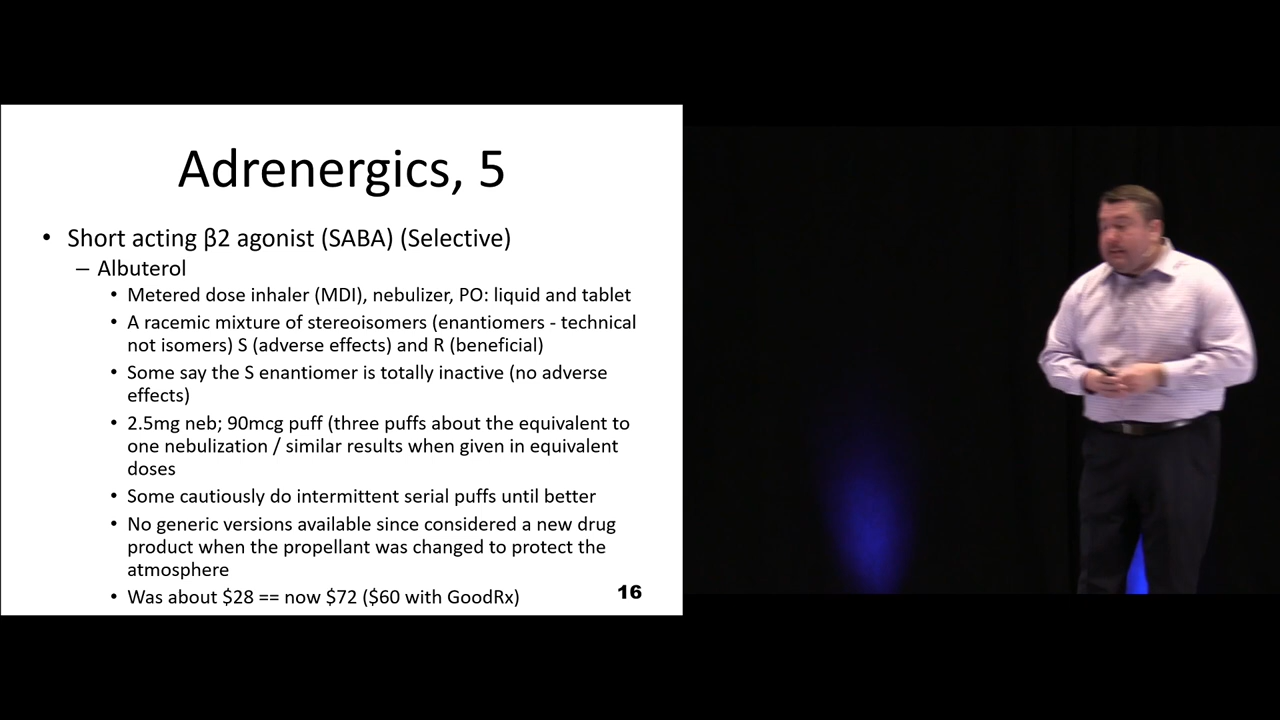 Adrenergics, 5
• Short acting β2 agonist (SABA) (Selective)
– Albuterol
• Metered dose inhaler (MDI), nebulizer, PO: liquid and tablet
• A racemic mixture of stereoisomers (enantiomers - technical
not isomers) S (adverse effects) and R (beneficial)
• Some say the S enantiomer is totally inactive (no adverse
effects)
• 2.5mg neb; 90mcg puff (three puffs about the equivalent to
one nebulization / similar results when given in equivalent
doses
• Some cautiously do intermittent serial puffs until better
• No generic versions available since considered a new drug
product when the propellant was changed to protect the
atmosphere
• Was about $28 == now $72 ($60 with GoodRx)
16